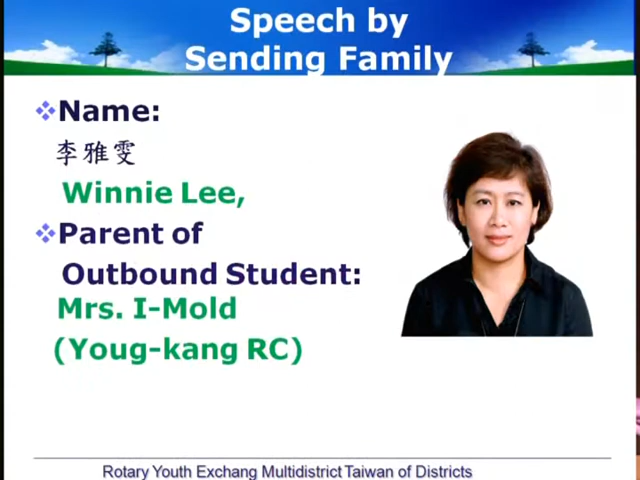 Speech by
Sending Family
Name:
李雅雯
Winnie Lee,
Parent of
Outbound Student:
Mrs. I-Mold
(Youg-kang RC)
Rotary Youth Exchang Multidistrict Taiwan of Districts